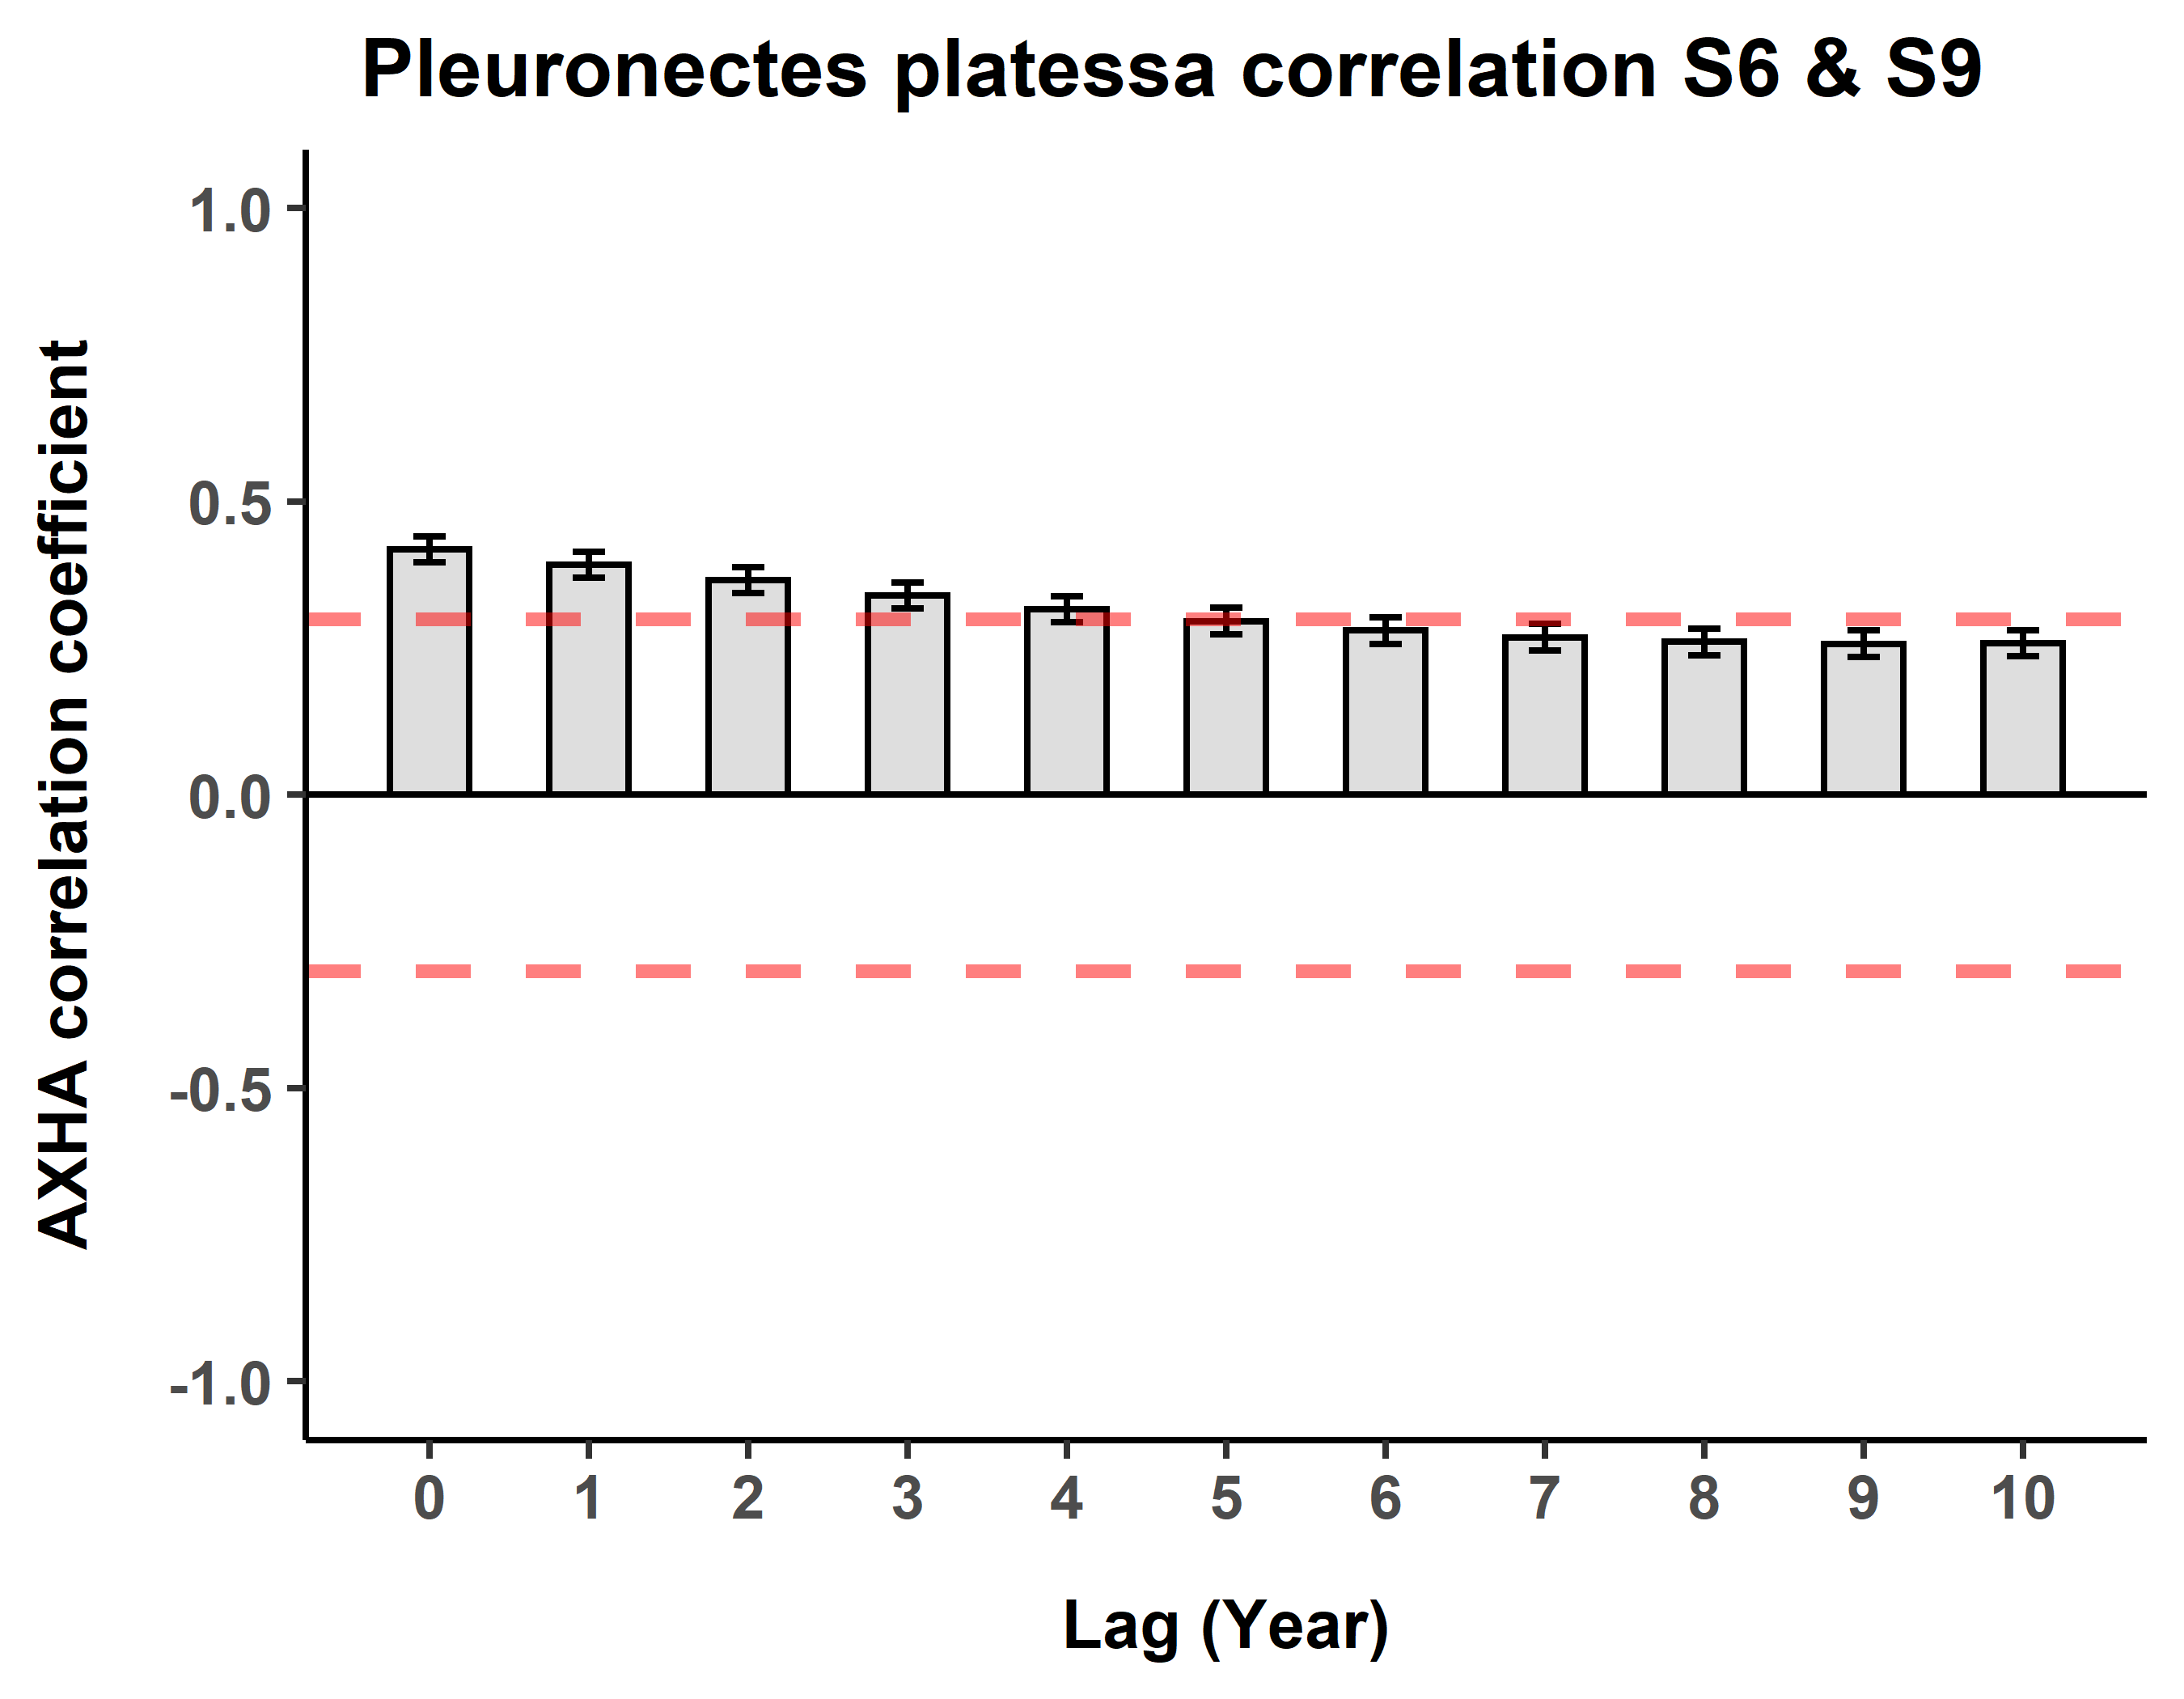 Pleuronectes platessa correlation S6 & S9
AXHA correlation coefficient
1.0
0.5
0.0
-0.5
-1.0
0 1 2 3 4 5 6 7 8 9 10
Lag (Year)